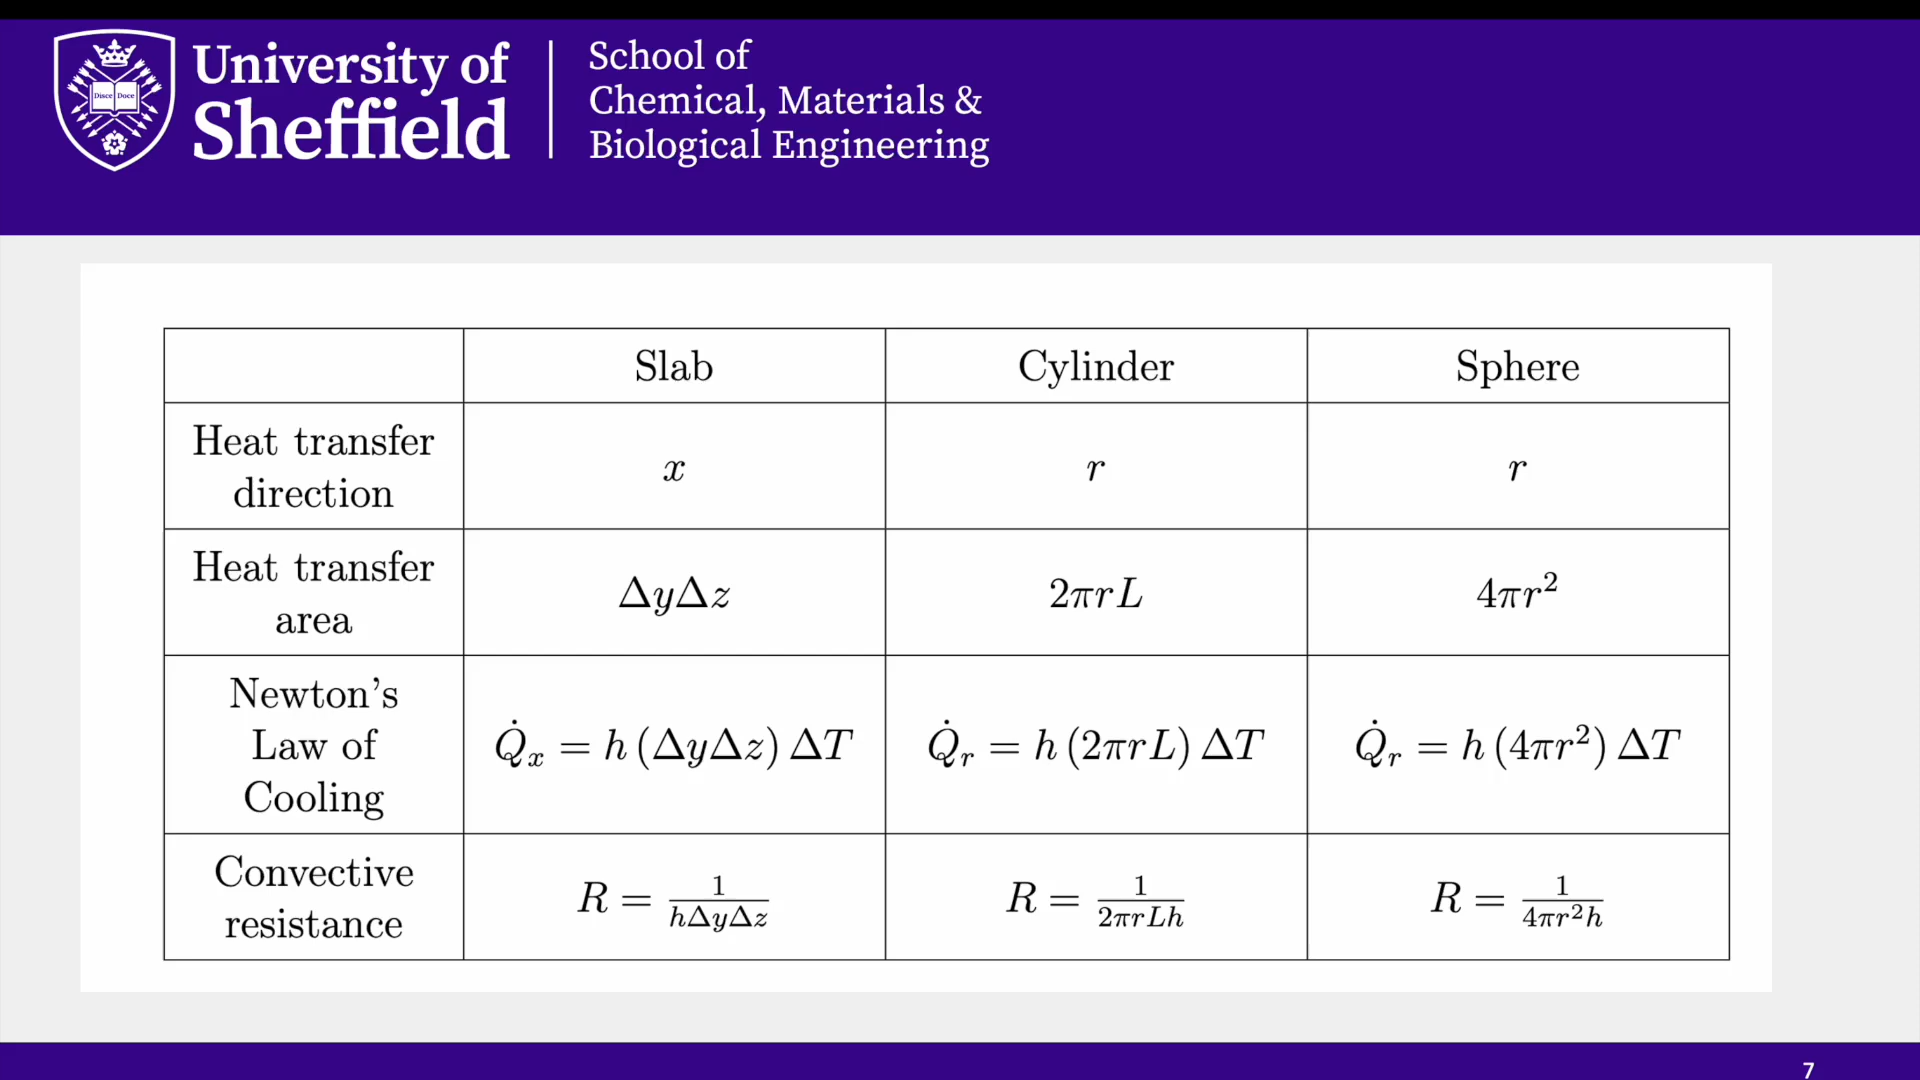 Disce Doce
University of
Sheffield
School of
Chemical, Materials &
Biological Engineering
Slab Cylinder Sphere
Heat transfer
direction
x r r
Heat transfer
area
ΔyΔz 2πrL 4πr²
Newton's
Law of
Cooling
Q̇ₓ = h (ΔyΔz) ΔT Q̇ᵣ = h (2πrL) ΔT Q̇ᵣ = h (4πr²) ΔT
Convective
resistance
R = 1/(hΔyΔz) R = 1/(2πrLh) R = 1/(4πr²h)
7